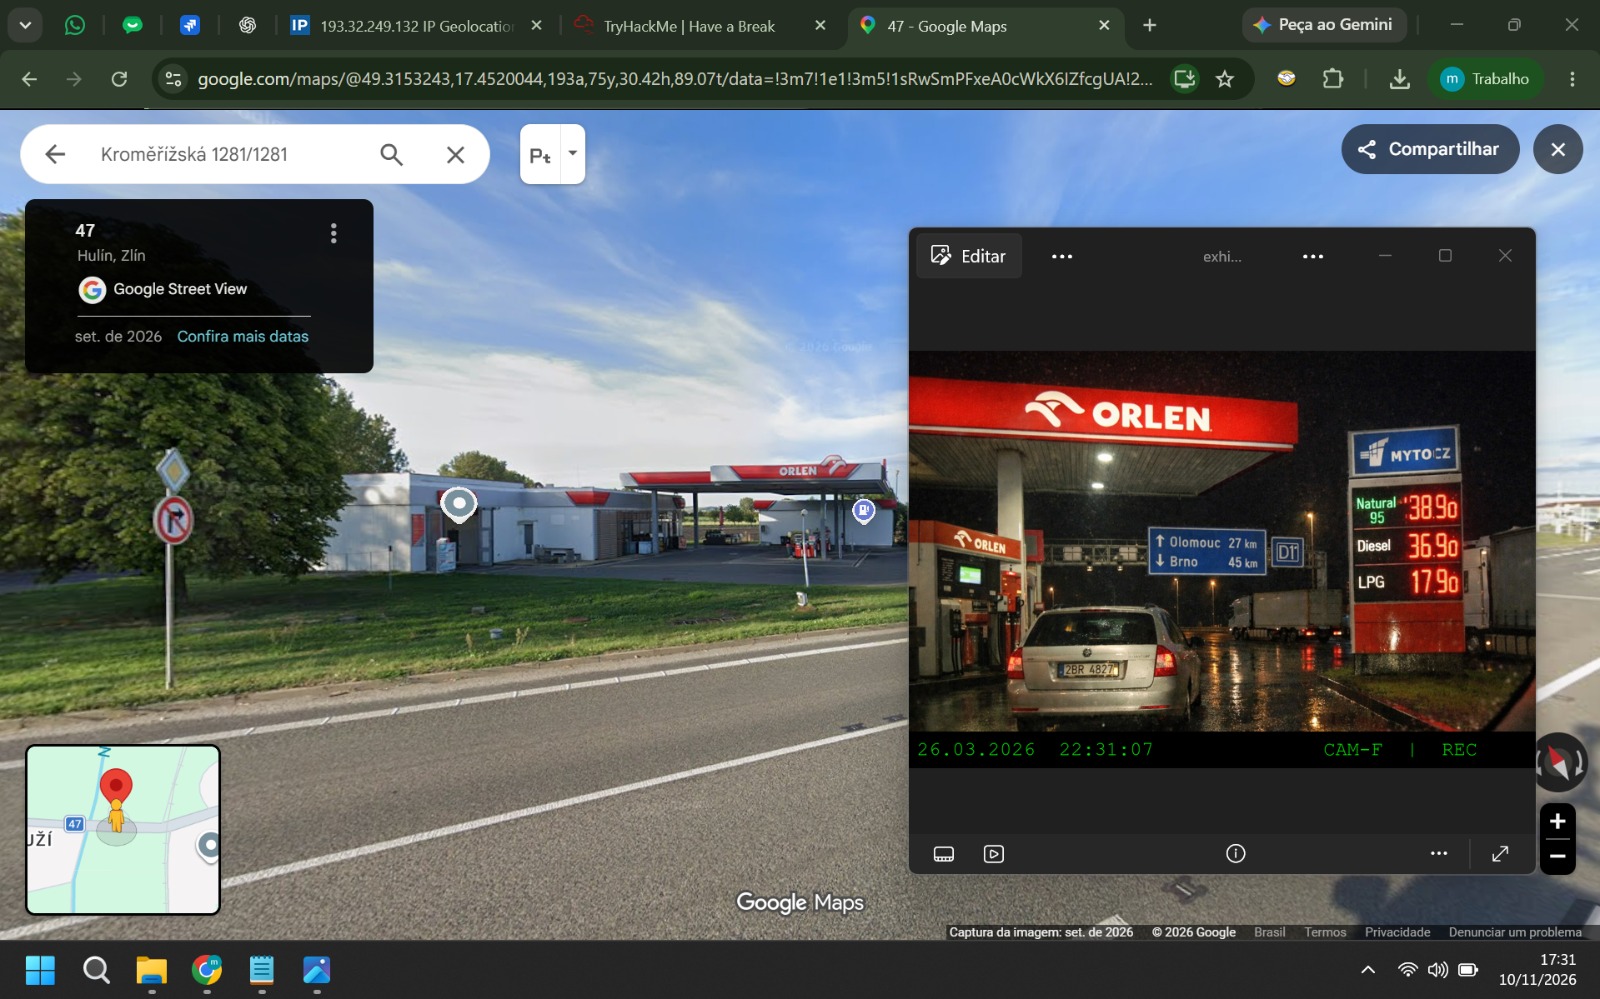 193.32.249.132 IP Geolocation
TryHackMe | Have a Break
47 - Google Maps
Peça ao Gemini
google.com/maps/@49.3153243,17.4520044,193a,75y,30.42h,89.07t/data=!3m7!1e1!3m5!1sRwSmPFxeA0cWkX6IZfcgUA!2...
m
Trabalho
Kroměřížská 1281/1281
Compartilhar
47
Hulín, Zlín
Google Street View
set. de 2026 Confira mais datas
ORLEN
Editar
exhi...
ORLEN
MYTOCZ
Natural 95 38.90
Diesel 36.90
LPG 17.90
ORLEN
Olomouc 27 km
Brno 45 km
D1
2BR 4827
26.03.2026 22:31:07 CAM-F | REC
47
Google Maps
Captura da imagem: set. de 2026 © 2026 Google Brasil Termos Privacidade Denunciar um problema
17:31
10/11/2026